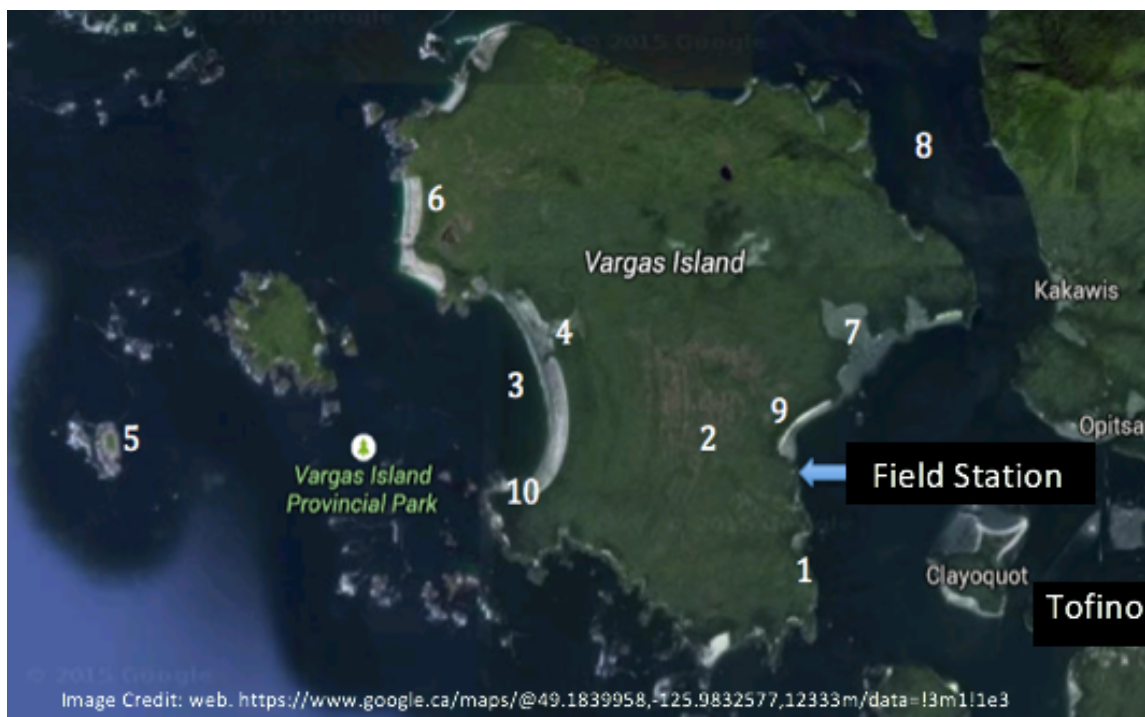 © 2015 Google
8
6
Vargas Island
Kakawis
4
7
3
9
5
2
Opitsa
Vargas Island
Provincial Park
10
Field Station
1
Clayoquot
Tofino
Image Credit: web. https://www.google.ca/maps/@49.1839958,-125.9832577,12333m/data=!3m1!1e3